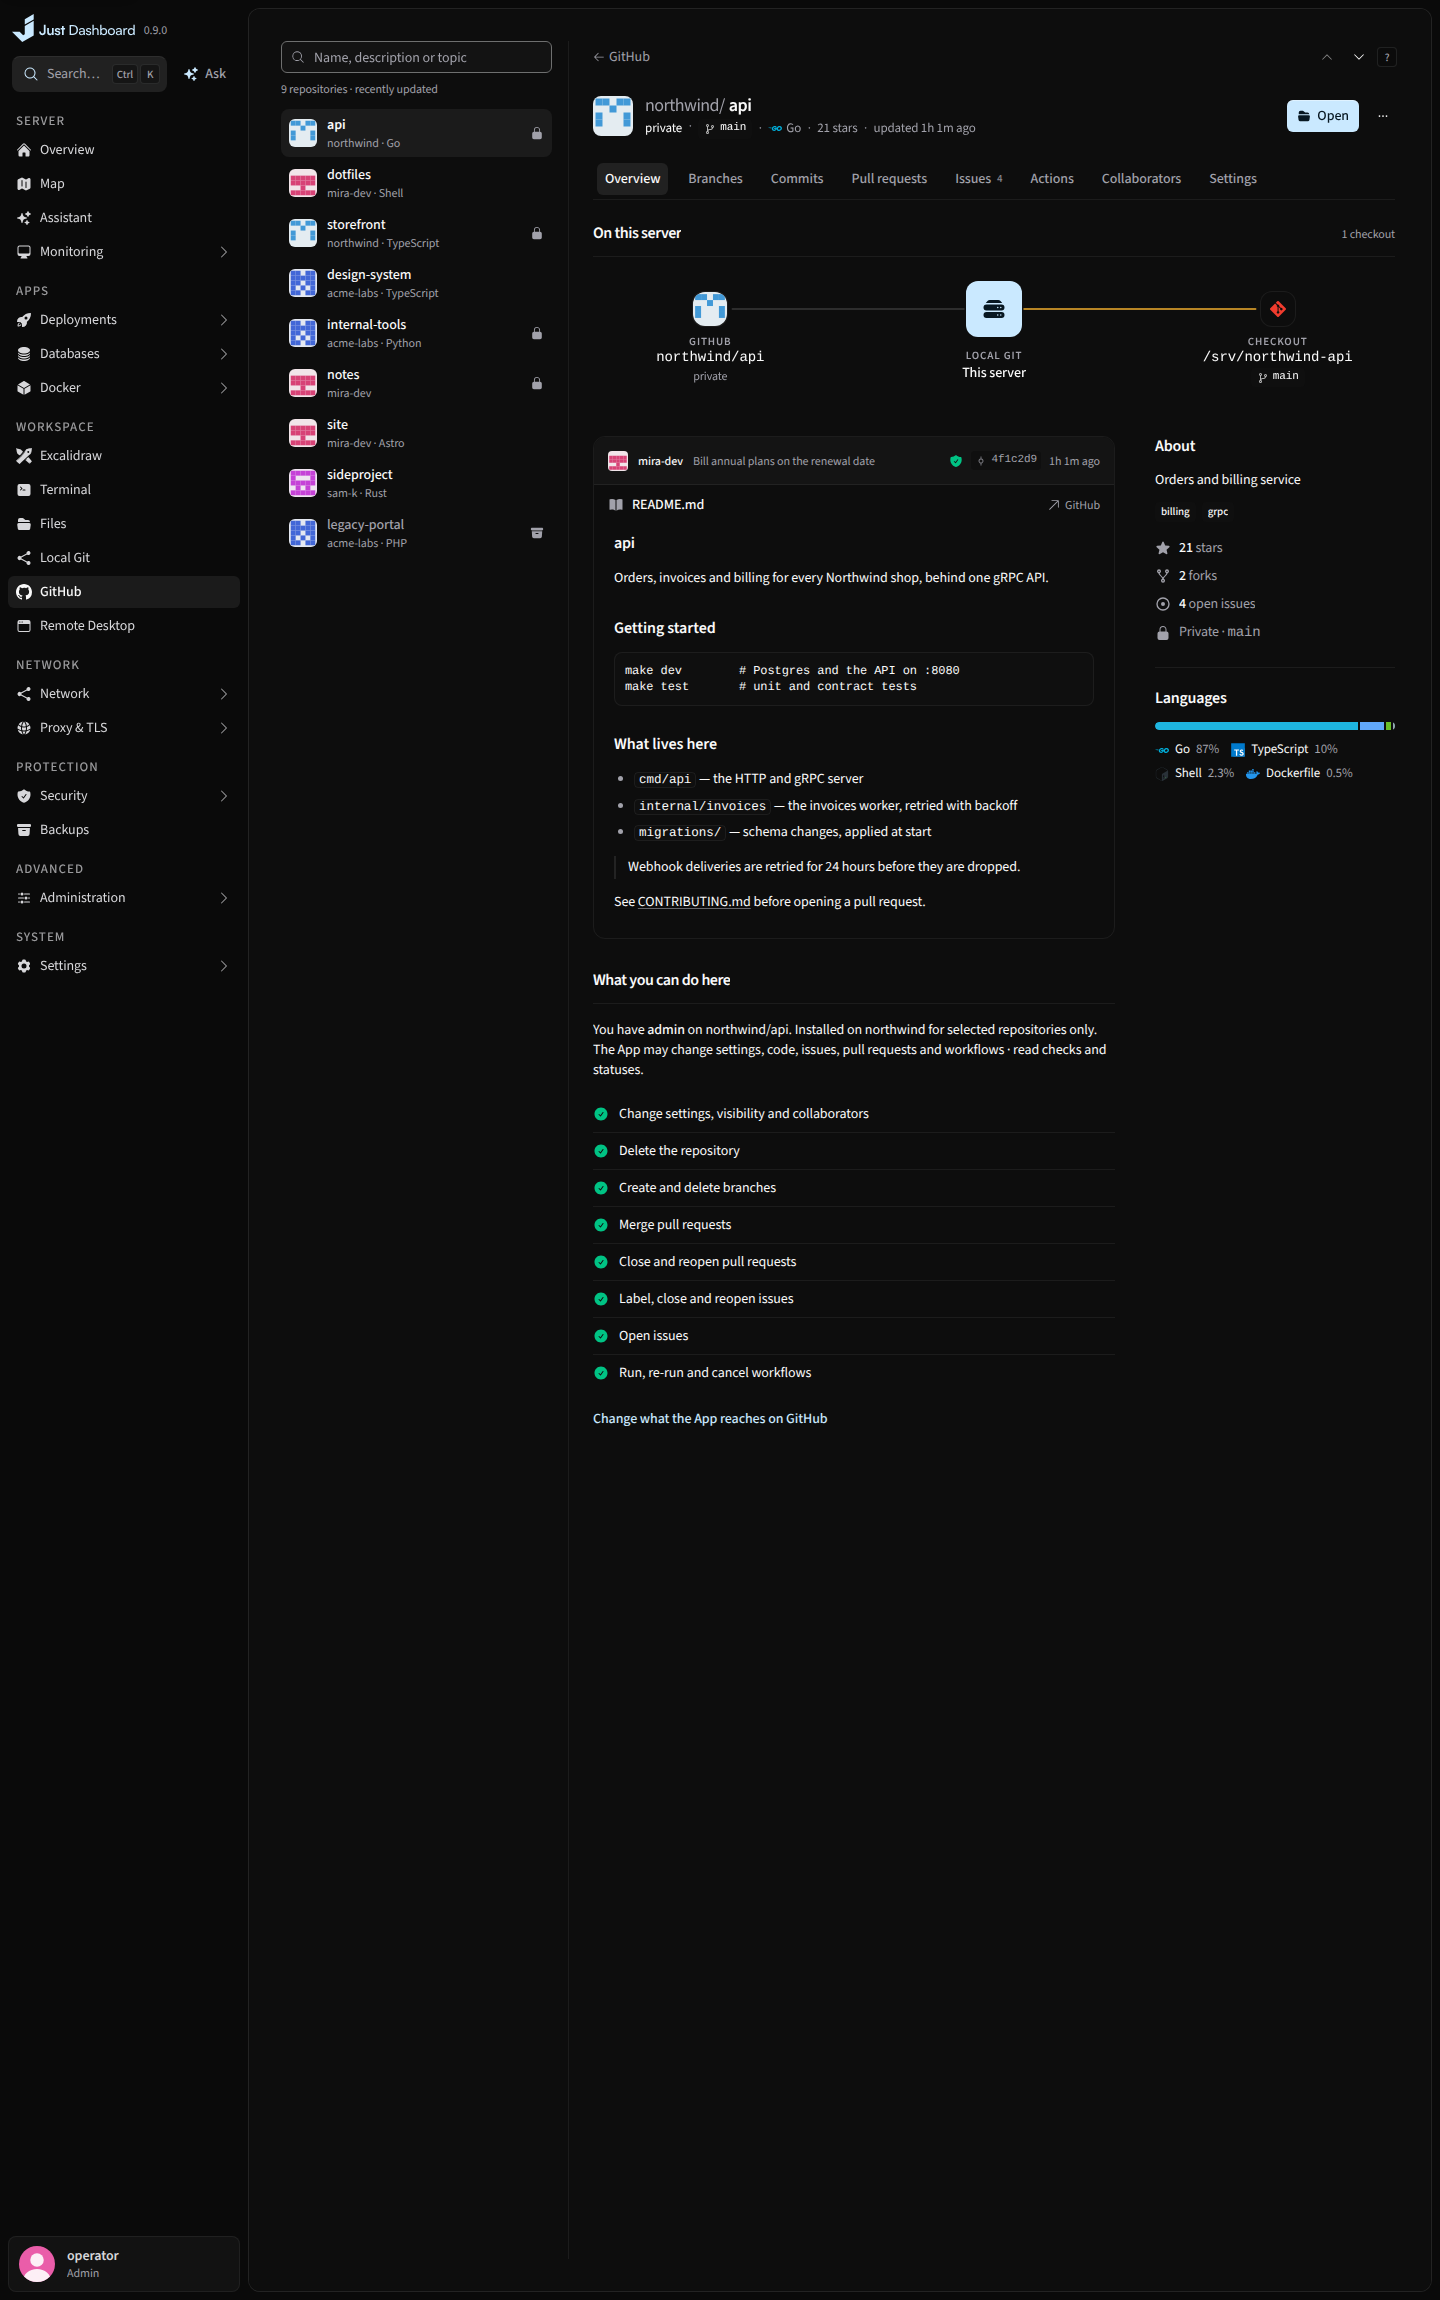 Just Dashboard 0.9.0
Search... Ctrl K Ask
SERVER
Overview
Map
Assistant
Monitoring
APPS
Deployments
Databases
Docker
WORKSPACE
Excalidraw
Terminal
Files
Local Git
GitHub
Remote Desktop
NETWORK
Network
Proxy & TLS
PROTECTION
Security
Backups
ADVANCED
Administration
SYSTEM
Settings
operator
Admin
Name, description or topic
9 repositories · recently updated
api
northwind · Go
dotfiles
mira-dev · Shell
storefront
northwind · TypeScript
design-system
acme-labs · TypeScript
internal-tools
acme-labs · Python
notes
mira-dev
site
mira-dev · Astro
sideproject
sam-k · Rust
legacy-portal
acme-labs · PHP
← GitHub
?
northwind/ api
private · main · Go · 21 stars · updated 1h 1m ago
Open
...
Overview Branches Commits Pull requests Issues 4 Actions Collaborators Settings
On this server
1 checkout
GITHUB
northwind/api
private
LOCAL GIT
This server
CHECKOUT
/srv/northwind-api
main
mira-dev Bill annual plans on the renewal date 4f1c2d9 1h 1m ago
README.md
GitHub
api
Orders, invoices and billing for every Northwind shop, behind one gRPC API.
Getting started
make dev # Postgres and the API on :8080
make test # unit and contract tests
What lives here
• cmd/api — the HTTP and gRPC server
• internal/invoices — the invoices worker, retried with backoff
• migrations/ — schema changes, applied at start
Webhook deliveries are retried for 24 hours before they are dropped.
See CONTRIBUTING.md before opening a pull request.
About
Orders and billing service
billing grpc
21 stars
2 forks
4 open issues
Private · main
Languages
Go 87% TS TypeScript 10%
Shell 2.3% Dockerfile 0.5%
What you can do here
You have admin on northwind/api. Installed on northwind for selected repositories only.
The App may change settings, code, issues, pull requests and workflows · read checks and
statuses.
Change settings, visibility and collaborators
Delete the repository
Create and delete branches
Merge pull requests
Close and reopen pull requests
Label, close and reopen issues
Open issues
Run, re-run and cancel workflows
Change what the App reaches on GitHub